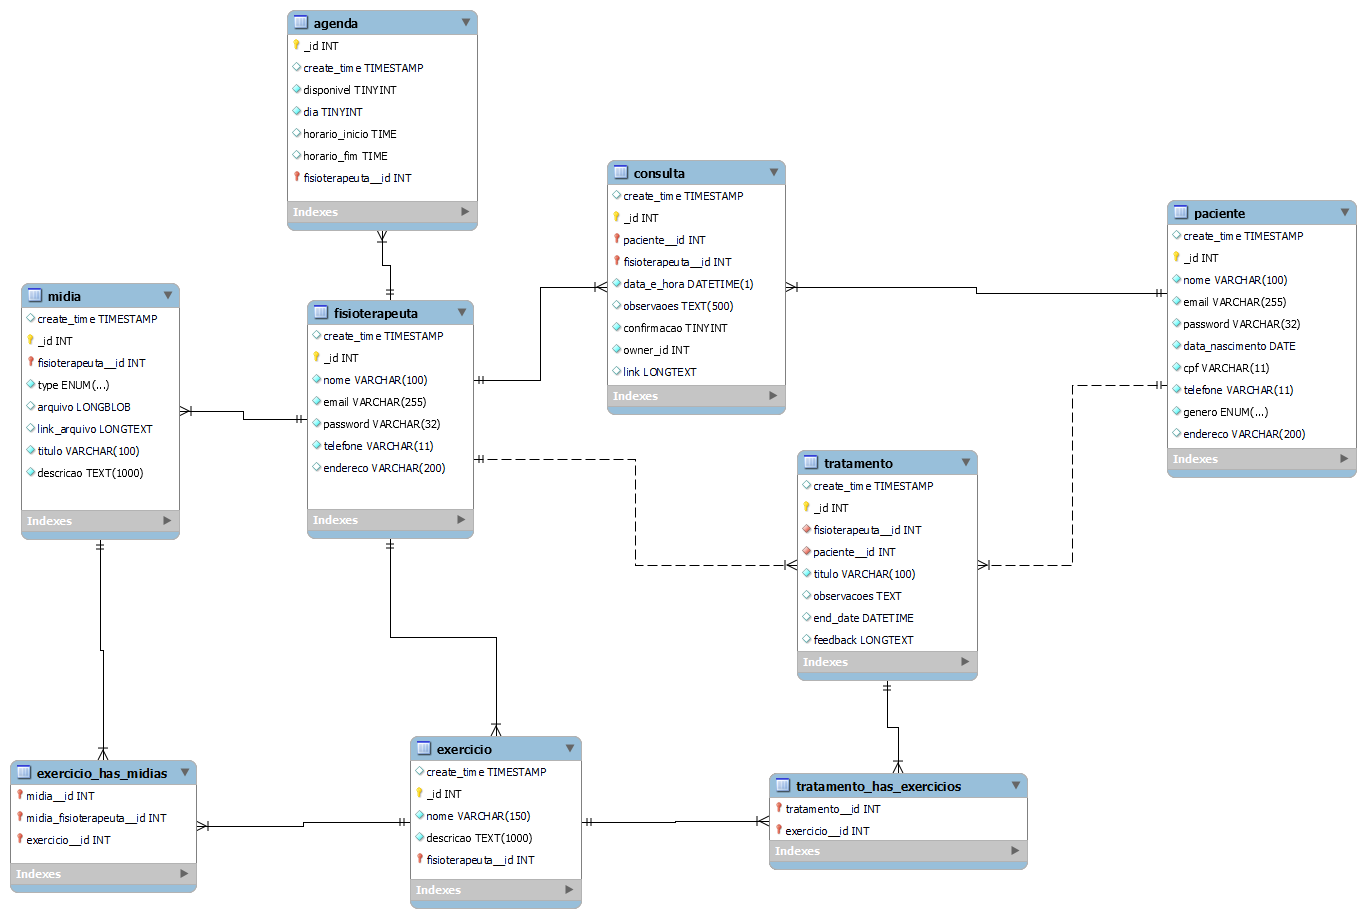 agenda
_id INT
create_time TIMESTAMP
disponivel TINYINT
dia TINYINT
horario_inicio TIME
horario_fim TIME
fisioterapeuta__id INT
Indexes
consulta
create_time TIMESTAMP
_id INT
paciente__id INT
fisioterapeuta__id INT
data_e_hora DATETIME(1)
observaoes TEXT(500)
confirmacao TINYINT
owner_id INT
link LONGTEXT
Indexes
paciente
create_time TIMESTAMP
_id INT
nome VARCHAR(100)
email VARCHAR(255)
password VARCHAR(32)
data_nascimento DATE
cpf VARCHAR(11)
telefone VARCHAR(11)
genero ENUM(...)
endereco VARCHAR(200)
Indexes
midia
create_time TIMESTAMP
_id INT
fisioterapeuta__id INT
type ENUM(...)
arquivo LONGBLOB
link_arquivo LONGTEXT
titulo VARCHAR(100)
descricao TEXT(1000)
Indexes
fisioterapeuta
create_time TIMESTAMP
_id INT
nome VARCHAR(100)
email VARCHAR(255)
password VARCHAR(32)
telefone VARCHAR(11)
endereco VARCHAR(200)
Indexes
tratamento
create_time TIMESTAMP
_id INT
fisioterapeuta__id INT
paciente__id INT
titulo VARCHAR(100)
observacoes TEXT
end_date DATETIME
feedback LONGTEXT
Indexes
exercicio_has_midias
midia__id INT
midia_fisioterapeuta__id INT
exercicio__id INT
Indexes
exercicio
create_time TIMESTAMP
_id INT
nome VARCHAR(150)
descricao TEXT(1000)
fisioterapeuta__id INT
Indexes
tratamento_has_exercicios
tratamento__id INT
exercicio__id INT
Indexes